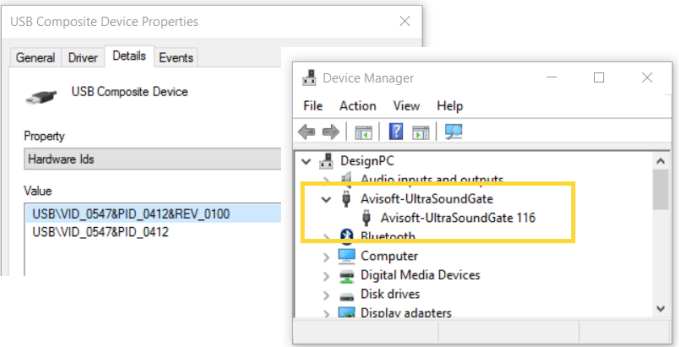 USB Composite Device Properties
General Driver Details Events
USB Composite Device
Property
Hardware Ids
Value
USB\VID_0547&PID_0412&REV_0100
USB\VID_0547&PID_0412
Device Manager
File Action View Help
DesignPC
Audio inputs and outputs
Avisoft-UltraSoundGate
Avisoft-UltraSoundGate 116
Bluetooth
Computer
Digital Media Devices
Disk drives
Display adapters